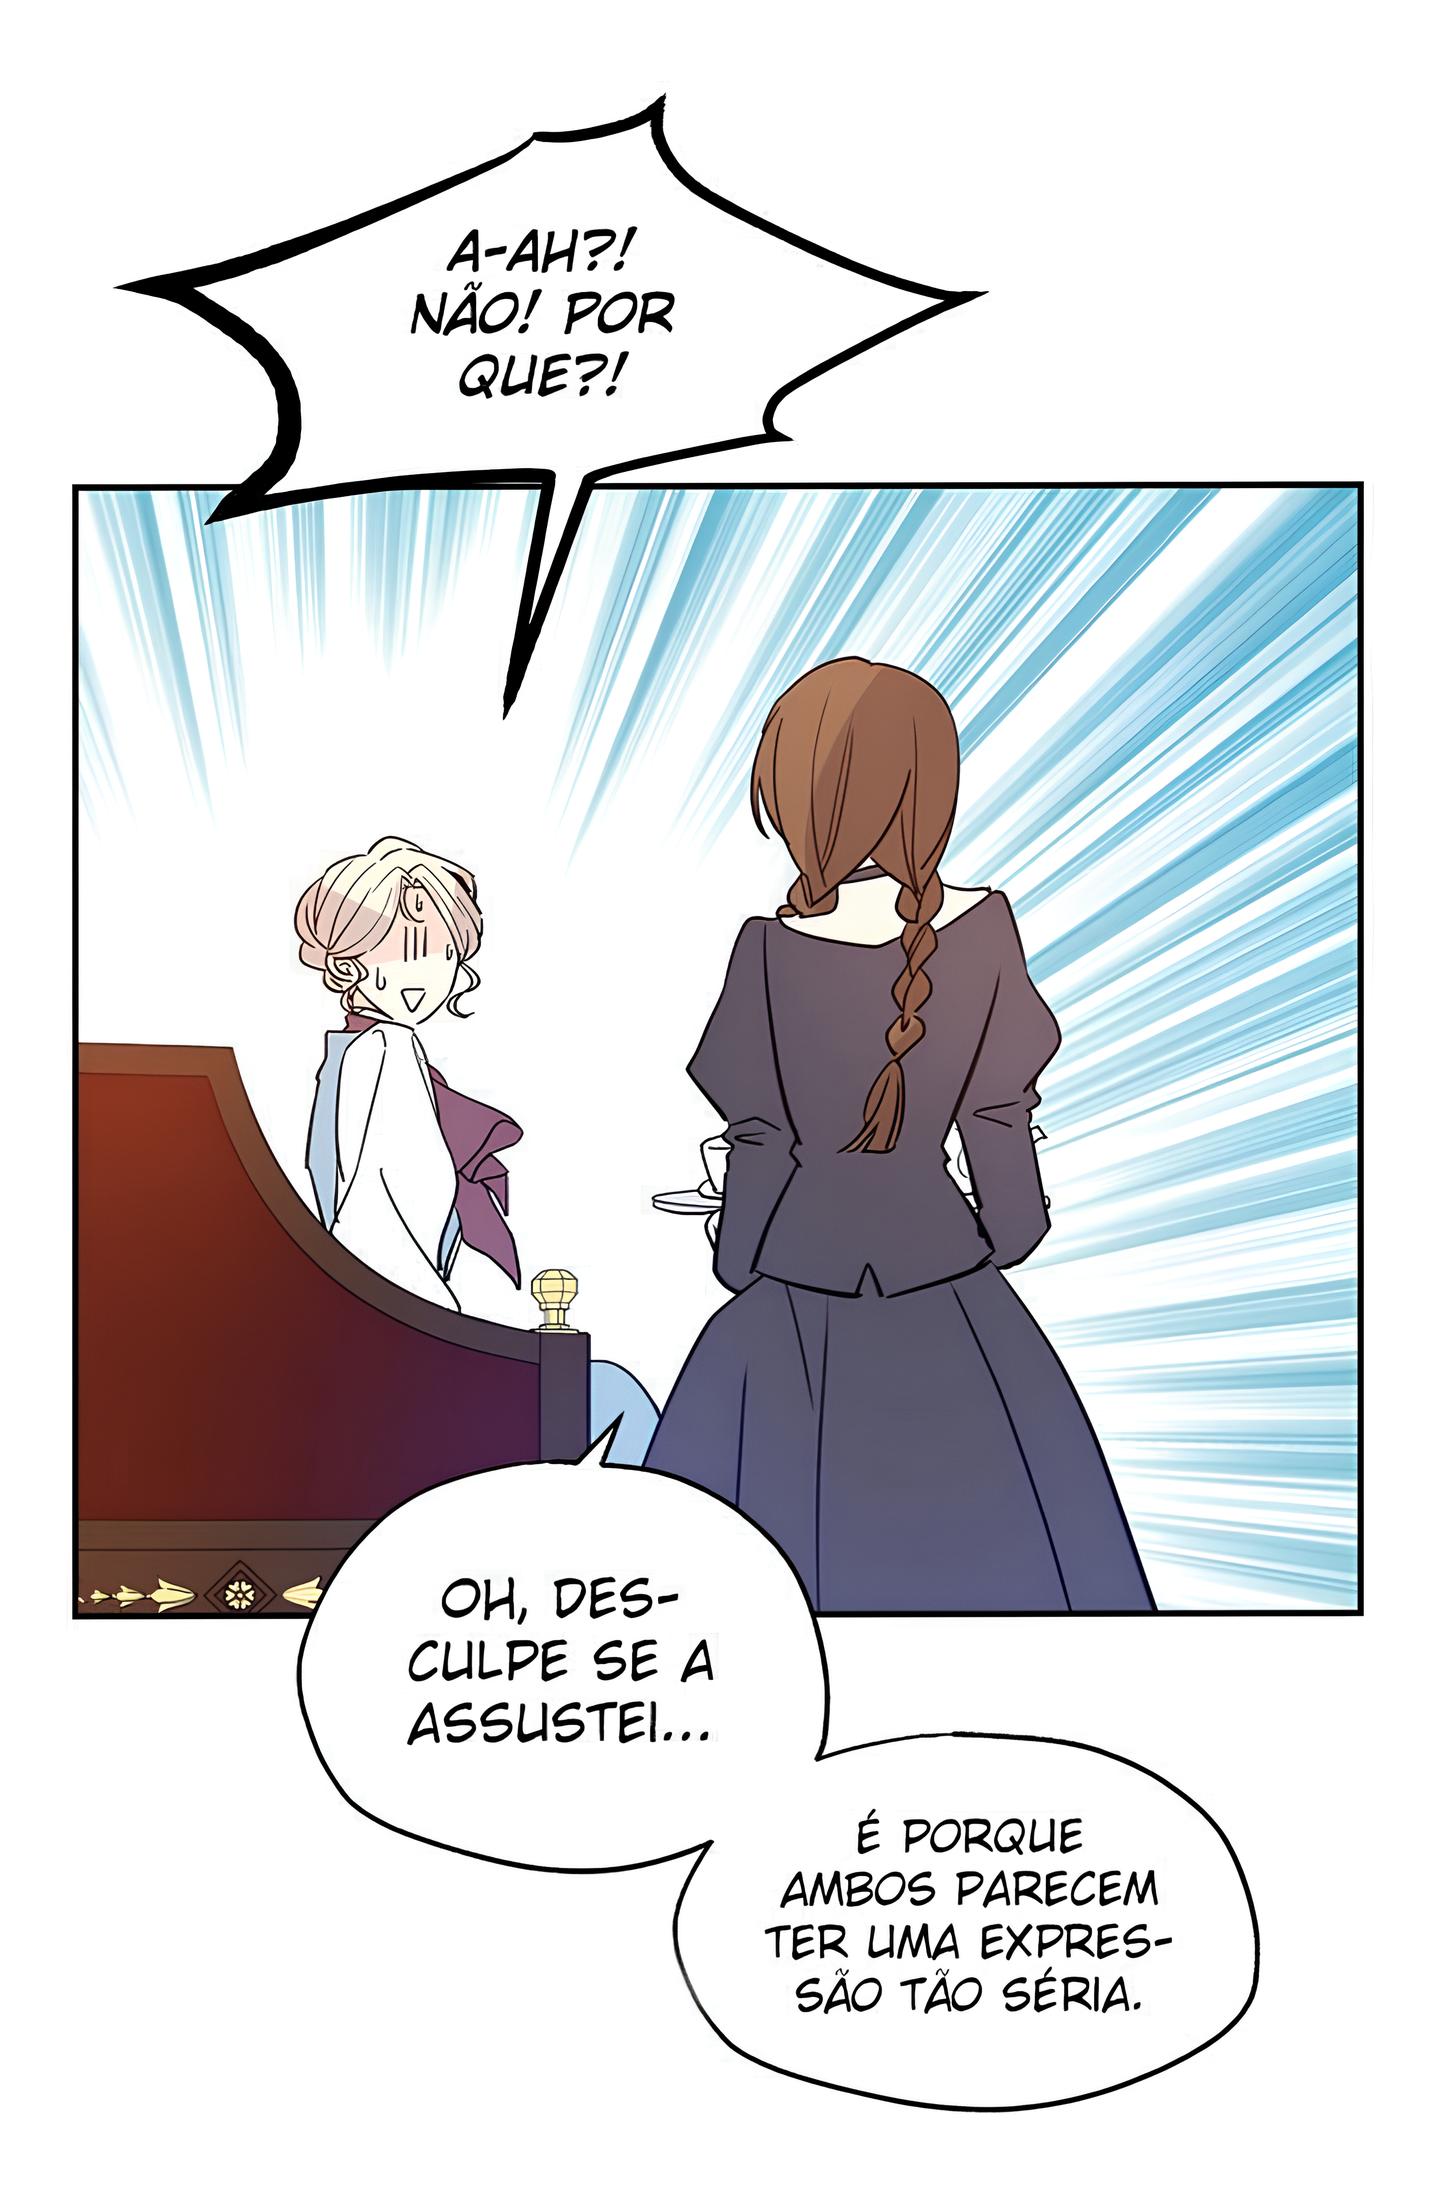 A-AH?!
NÃO! POR
QUE?!
OH, DES-
CULPE SE A
ASSUSTEI...
É PORQUE
AMBOS PARECEM
TER UMA EXPRES-
SÃO TÃO SÉRIA.